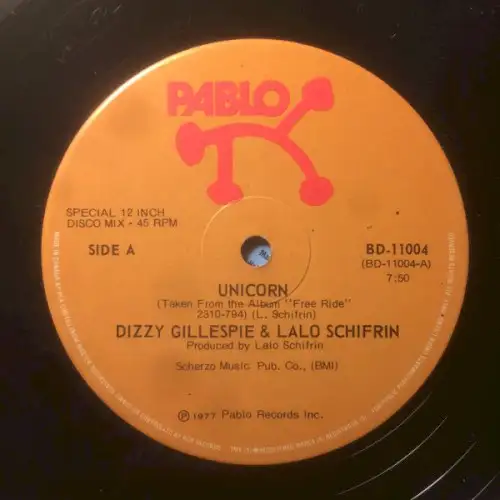 PABLO
SPECIAL 12 INCH
DISCO MIX - 45 RPM
SIDE A
BD-11004
(BD-11004-A)
7:50
UNICORN
(Taken From the Album "Free Ride"
2310-794) (L. Schifrin)
DIZZY GILLESPIE & LALO SCHIFRIN
Produced by Lalo Schifrin
Scherzo Music Pub. Co., (BMI)
Ⓟ 1977 Pablo Records Inc.